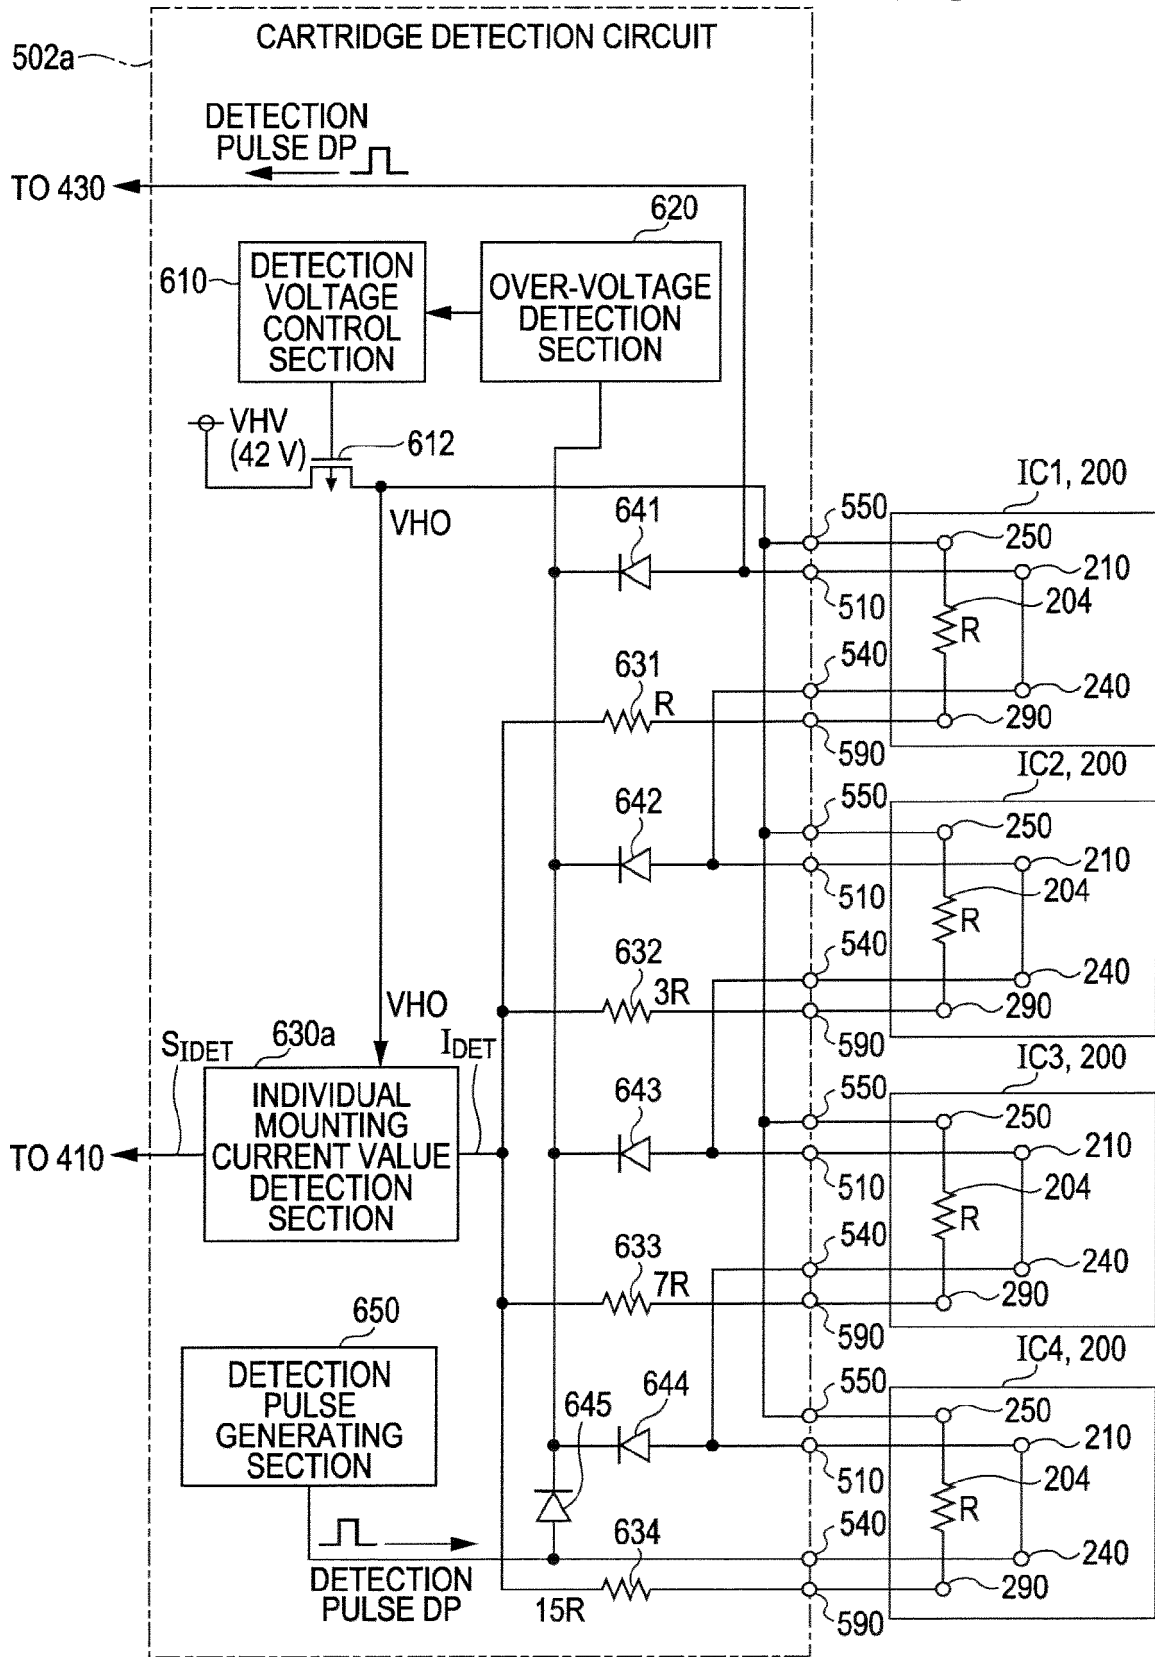 CARTRIDGE DETECTION CIRCUIT
502a
DETECTION
PULSE DP
TO 430
620
610
DETECTION
VOLTAGE
CONTROL
SECTION
OVER-VOLTAGE
DETECTION
SECTION
VHV
(42 V)
612
VHO
641
550
510
IC1, 200
250
210
204
R
631
R
540
590
240
290
642
550
510
IC2, 200
250
210
204
R
632
3R
540
590
240
290
VHO
630a
SIDET
IDET
INDIVIDUAL
MOUNTING
CURRENT VALUE
DETECTION
SECTION
TO 410
643
550
510
IC3, 200
250
210
204
R
633
7R
540
590
240
290
650
DETECTION
PULSE
GENERATING
SECTION
645
644
550
510
IC4, 200
250
210
204
R
DETECTION
PULSE DP
634
15R
540
590
240
290